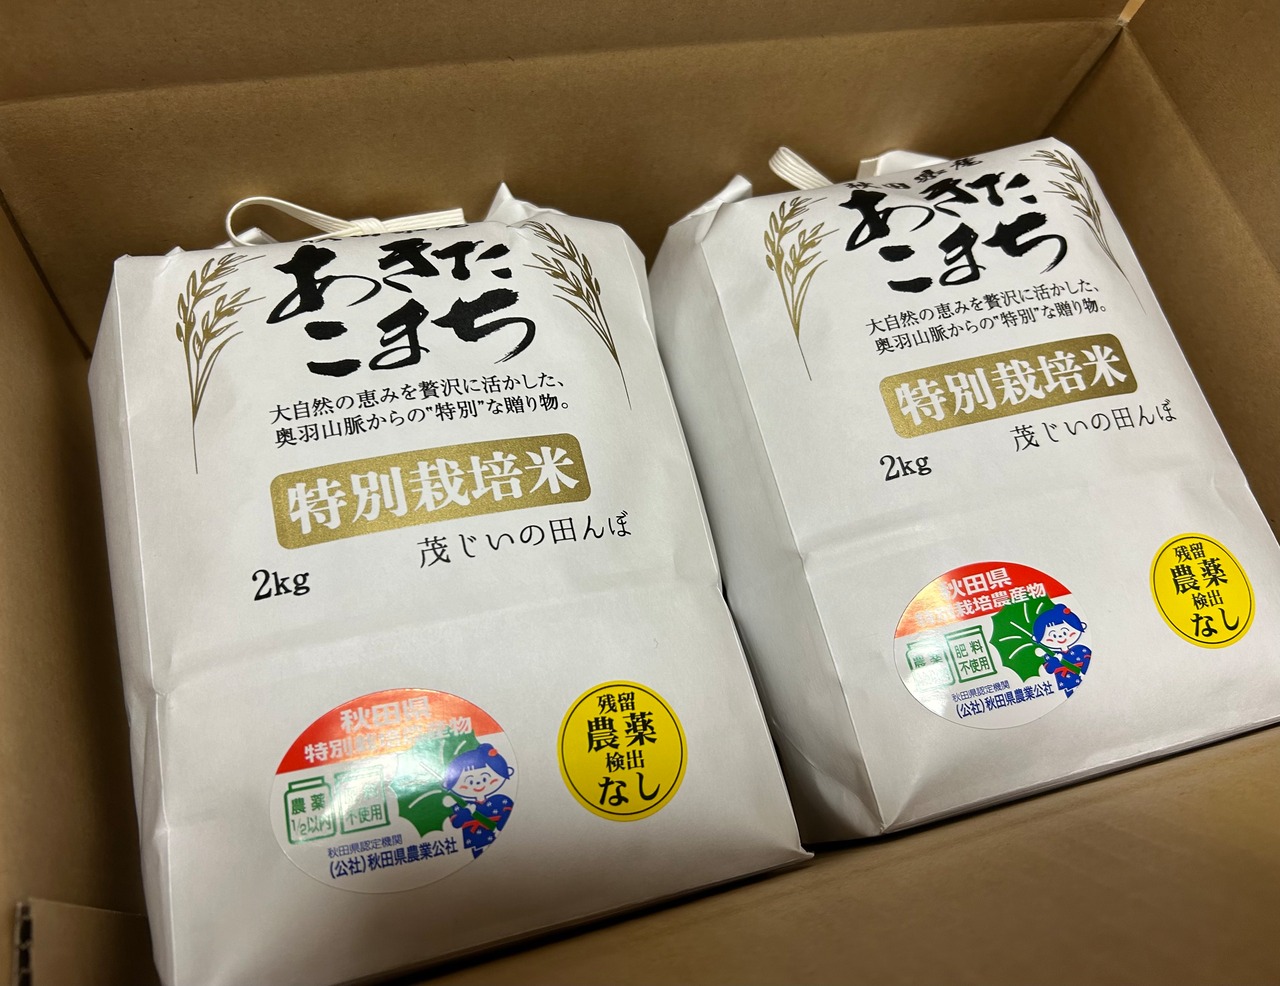 あきた
こまち
大自然の恵みを贅沢に活かした、
奥羽山脈からの"特別"な贈り物。
特別栽培米
茂じいの田んぼ
2kg
秋田県
特別栽培農産物
農薬
1/2以内
不使用
秋田県認定機関
(公社)秋田県農業公社
残留
農薬
検出
なし
秋田県産
あきた
こまち
大自然の恵みを贅沢に活かした、
奥羽山脈からの"特別"な贈り物。
特別栽培米
茂じいの田んぼ
2kg
秋田県
特別栽培農産物
農薬
肥料
不使用
秋田県認定機関
(公社)秋田県農業公社
残留
農薬
検出
なし